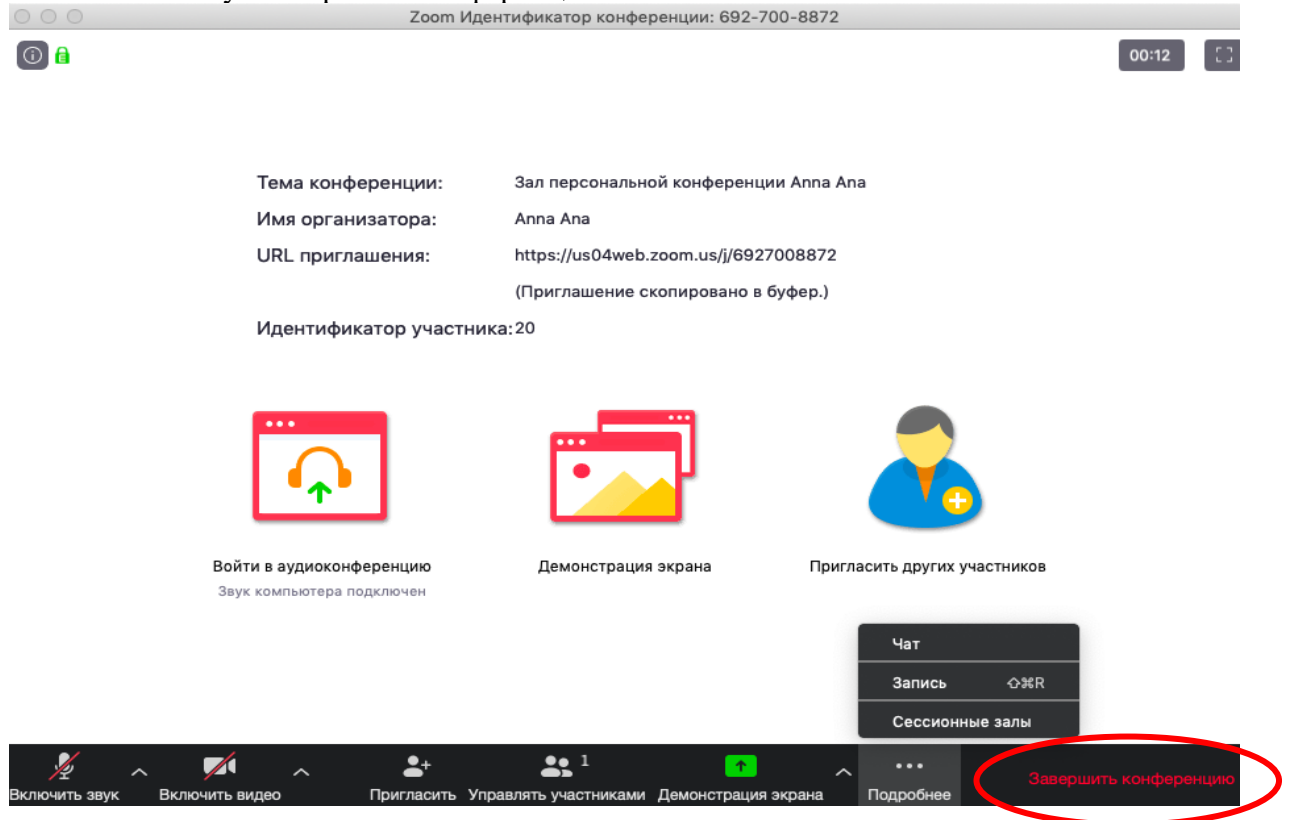 Zoom Идентификатор конференции: 692-700-8872
00:12
Тема конференции: Зал персональной конференции Anna Ana
Имя организатора: Anna Ana
URL приглашения: https://us04web.zoom.us/j/6927008872
(Приглашение скопировано в буфер.)
Идентификатор участника: 20
Войти в аудиоконференцию
Звук компьютера подключен
Демонстрация экрана
Пригласить других участников
Чат
Запись ⇧⌘R
Сессионные залы
Включить звук
Включить видео
Пригласить
1
Управлять участниками
Демонстрация экрана
Подробнее
Завершить конференцию